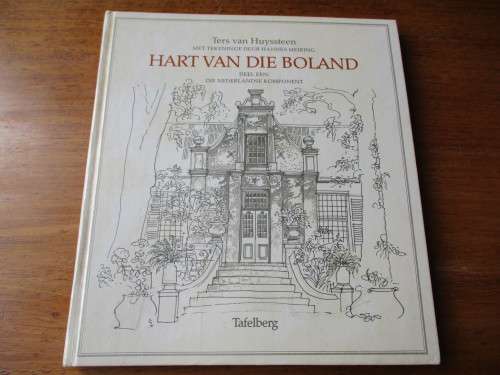 Ters van Huyssteen
MET TEKENINGE DEUR HANNES MEIRING
HART VAN DIE BOLAND
DEEL EEN:
DIE NEDERLANDSE KOMPONENT
Tafelberg